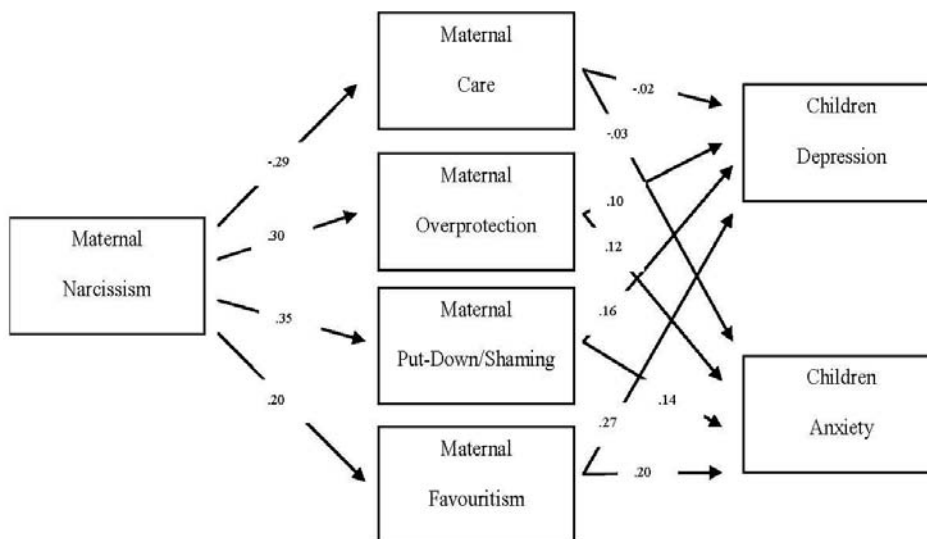 Maternal
Narcissism
-.29
.30
.35
.20
Maternal
Care
Maternal
Overprotection
Maternal
Put-Down/Shaming
Maternal
Favouritism
-.02
-.03
.10
.12
.16
.14
.27
.20
Children
Depression
Children
Anxiety